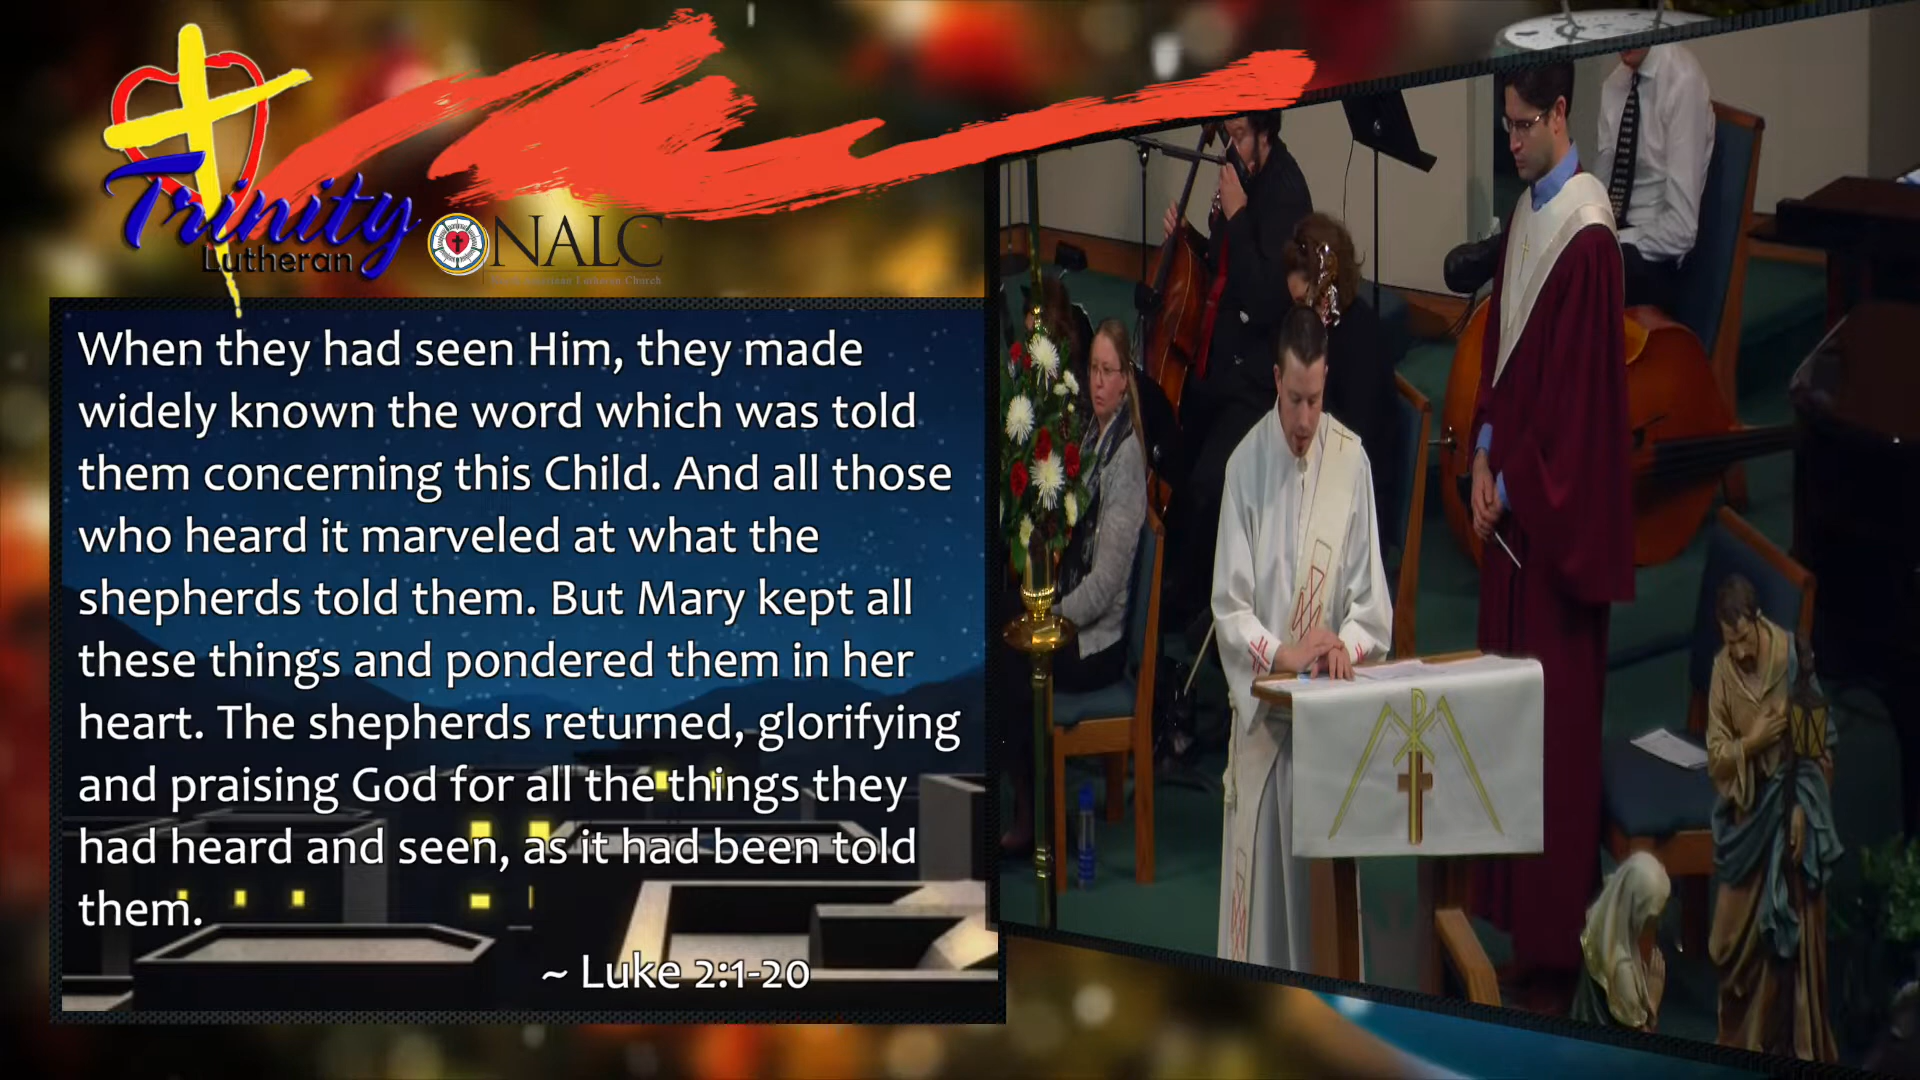 Trinity
Lutheran
NALC
American Lutheran Church
When they had seen Him, they made
widely known the word which was told
them concerning this Child. And all those
who heard it marveled at what the
shepherds told them. But Mary kept all
these things and pondered them in her
heart. The shepherds returned, glorifying
and praising God for all the things they
had heard and seen, as it had been told
them.
~ Luke 2:1-20